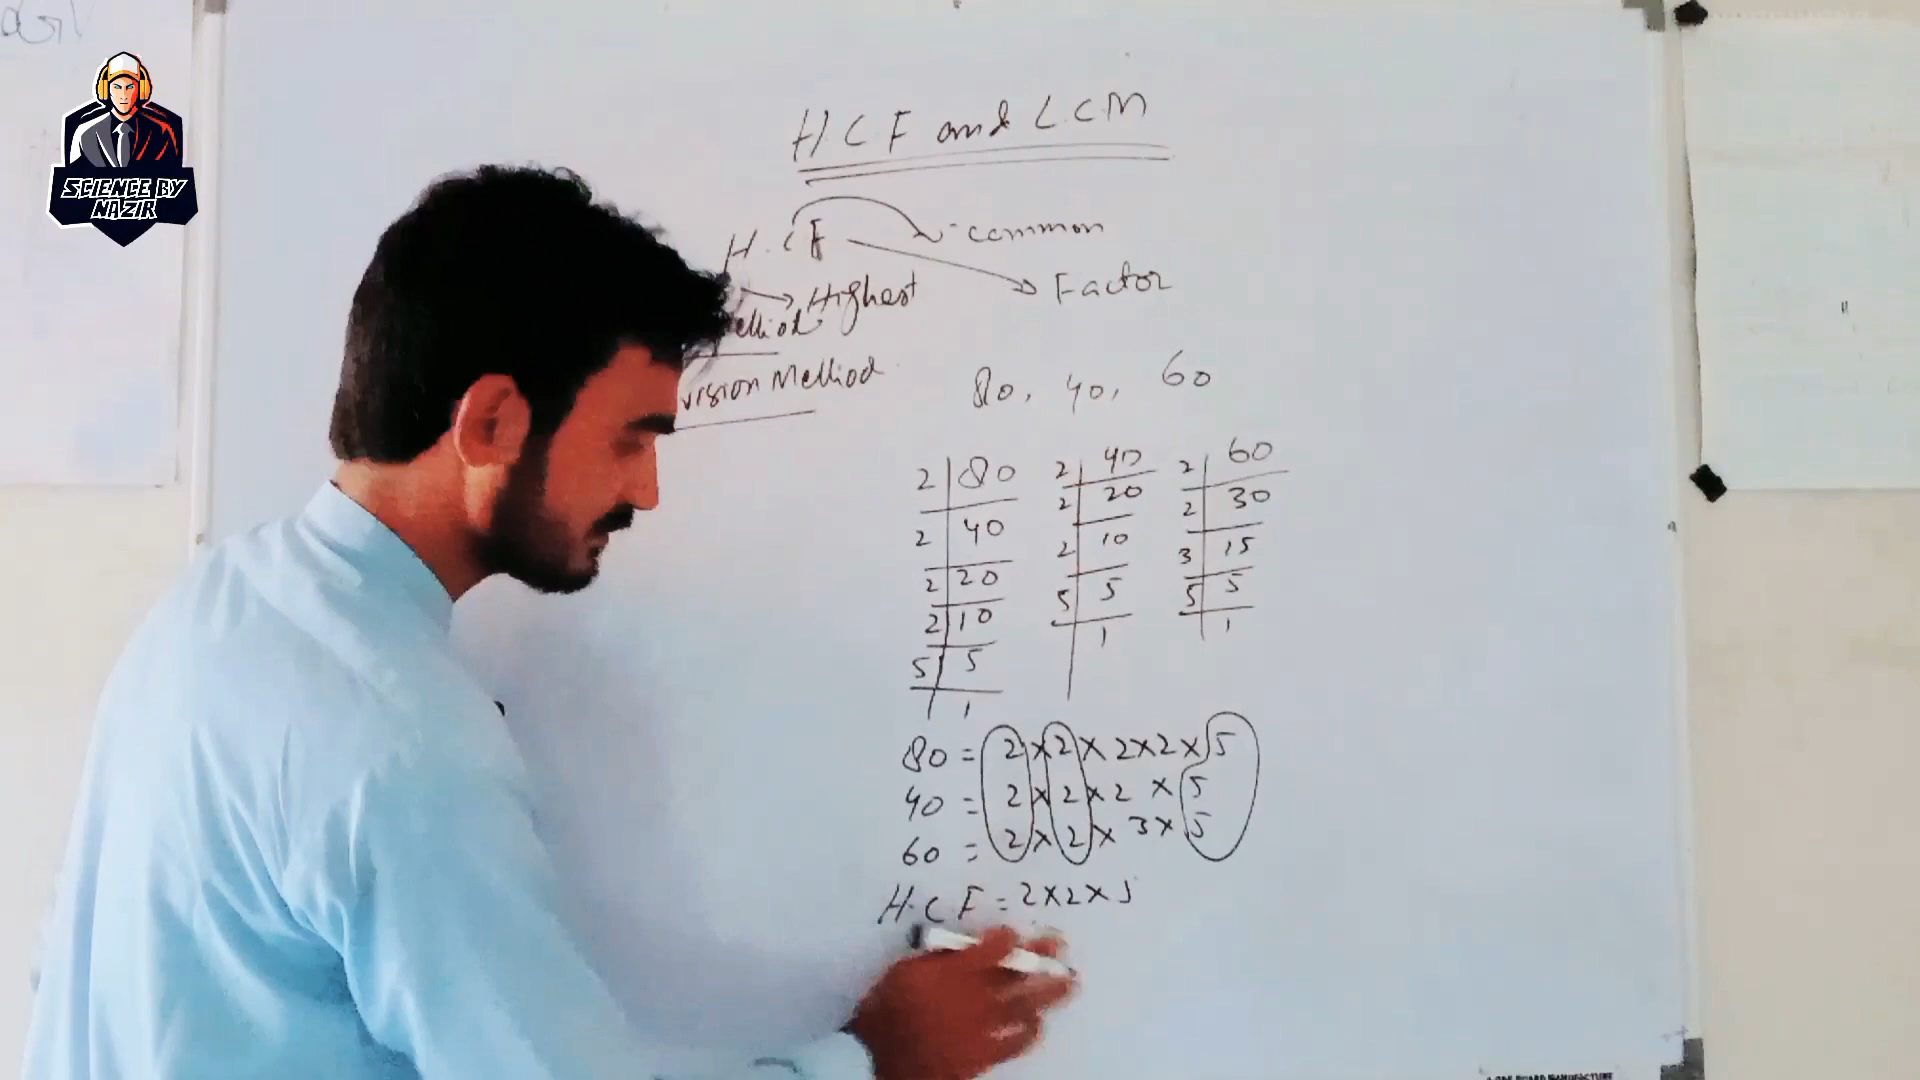 SCIENCE BY
NAZIR
H C F and L.C.M
H.CF common
Factor
Highest
vision Method
80, 40, 60
2 80 2 40 2 60
2 40 2 20 2 30
2 20 2 10 3 15
2 10 5 5 5 5
5 5 1 1
1
80 = 2×2×2×2×5
40 = 2×2×2×5
60 = 2×2×3×5
H.C F = 2×2×5